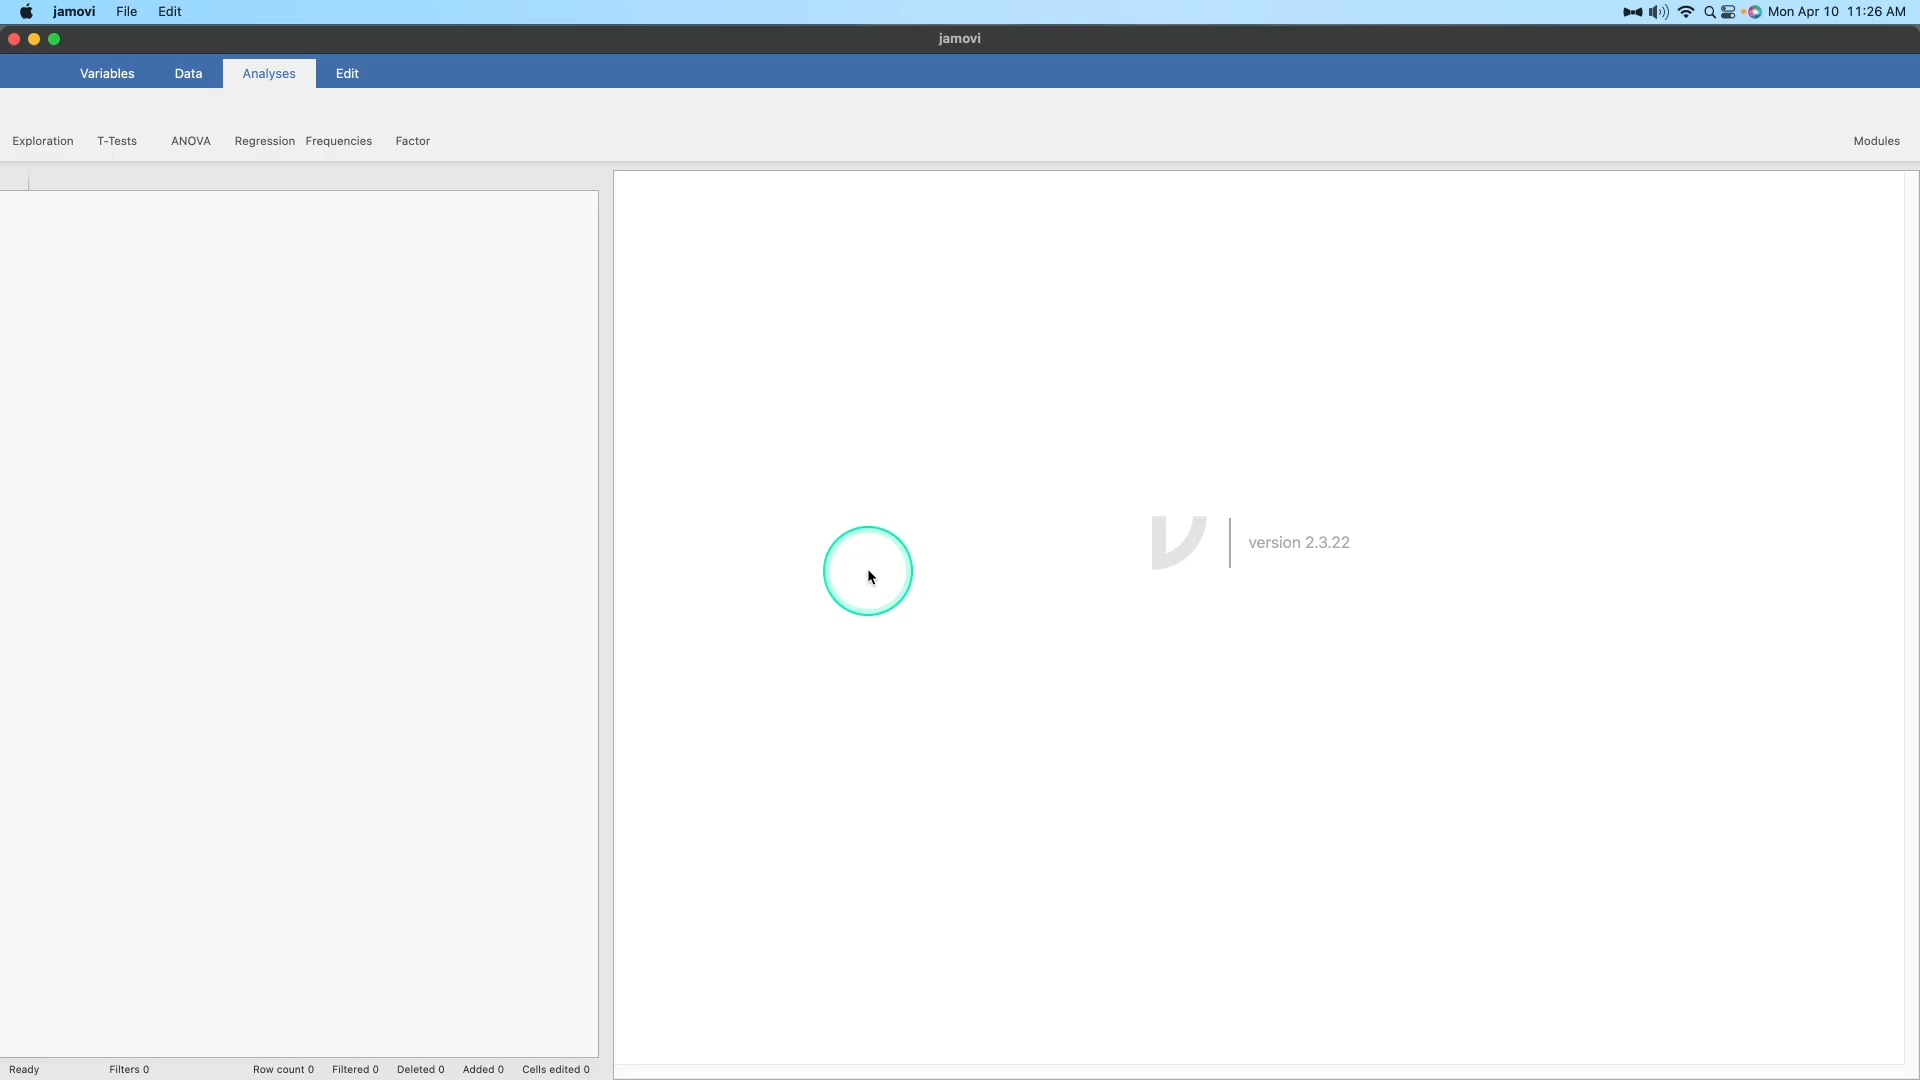 jamovi File Edit Mon Apr 10 11:26 AM
jamovi
Variables Data Analyses Edit
Exploration T-Tests ANOVA Regression Frequencies Factor Modules
version 2.3.22
Ready Filters 0 Row count 0 Filtered 0 Deleted 0 Added 0 Cells edited 0